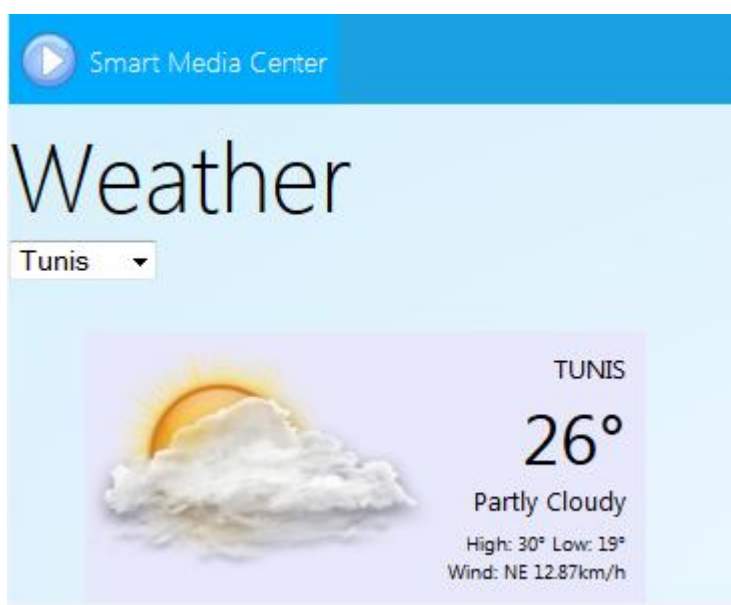 Smart Media Center
Weather
Tunis
TUNIS
26°
Partly Cloudy
High: 30° Low: 19°
Wind: NE 12.87km/h